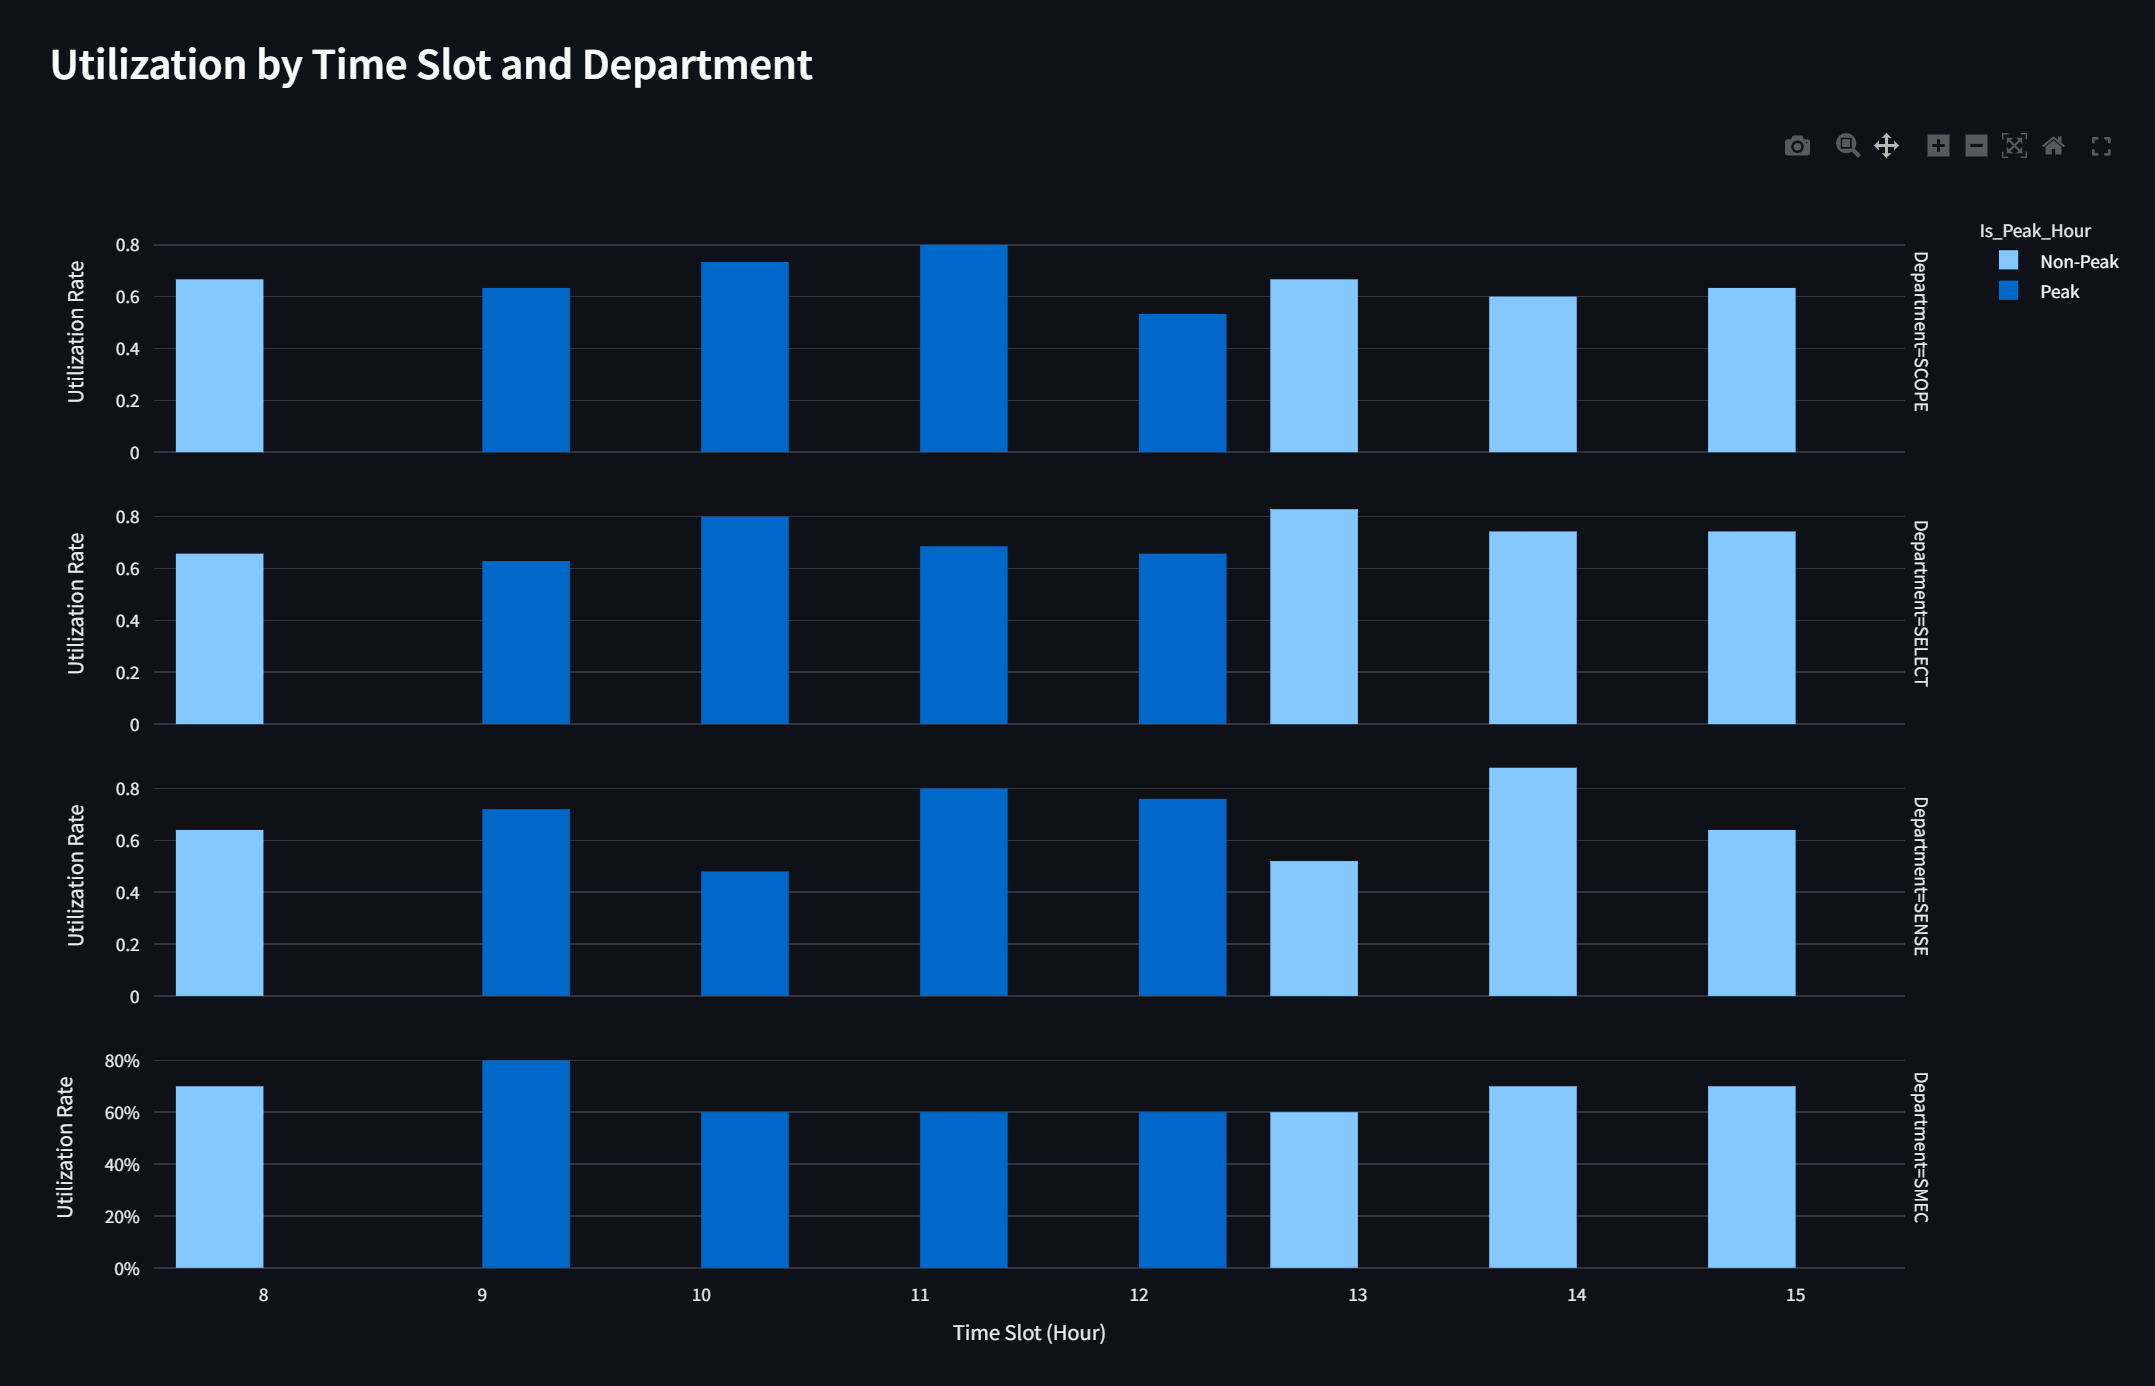 Utilization by Time Slot and Department
Is_Peak_Hour
Non-Peak
Peak
Utilization Rate
0.8
0.6
0.4
0.2
0
Department=SCOPE
Utilization Rate
0.8
0.6
0.4
0.2
0
Department=SELECT
Utilization Rate
0.8
0.6
0.4
0.2
0
Department=SENSE
Utilization Rate
80%
60%
40%
20%
0%
Department=SMEC
8 9 10 11 12 13 14 15
Time Slot (Hour)